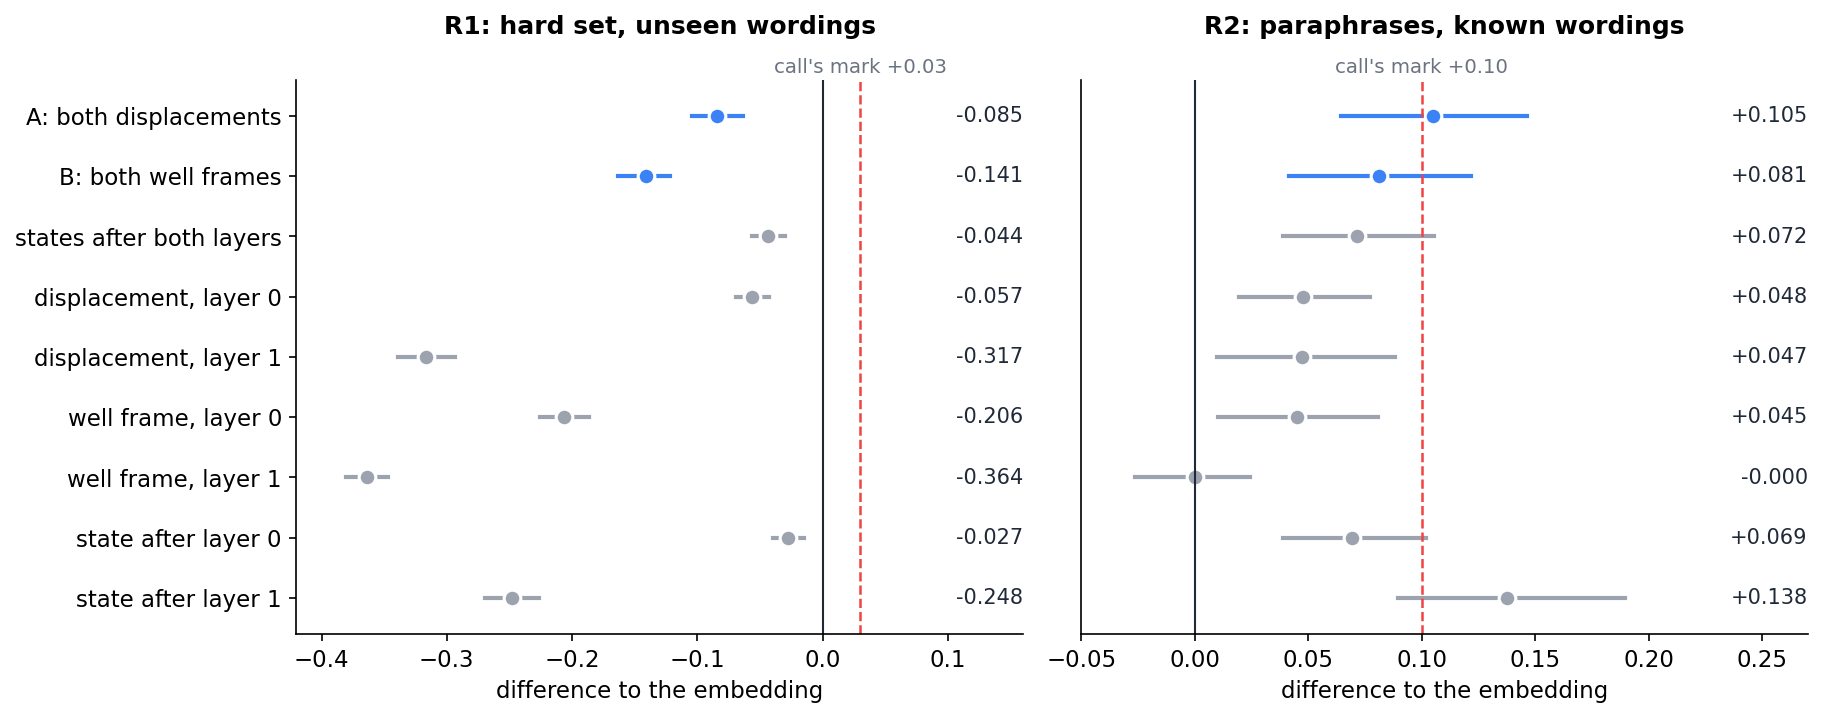 R1: hard set, unseen wordings
call's mark +0.03
A: both displacements
B: both well frames
states after both layers
displacement, layer 0
displacement, layer 1
well frame, layer 0
well frame, layer 1
state after layer 0
state after layer 1
-0.085
-0.141
-0.044
-0.057
-0.317
-0.206
-0.364
-0.027
-0.248
−0.4 −0.3 −0.2 −0.1 0.0 0.1
difference to the embedding
R2: paraphrases, known wordings
call's mark +0.10
+0.105
+0.081
+0.072
+0.048
+0.047
+0.045
-0.000
+0.069
+0.138
−0.05 0.00 0.05 0.10 0.15 0.20 0.25
difference to the embedding